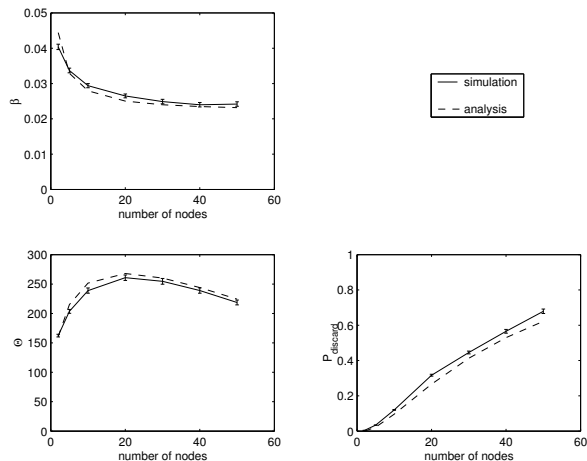 0.05
0.04
0.03
0.02
0.01
0
β
0 20 40 60
number of nodes
simulation
analysis
300
250
200
150
100
50
0
Θ
0 20 40 60
number of nodes
1
0.8
0.6
0.4
0.2
0
P_discard
0 20 40 60
number of nodes